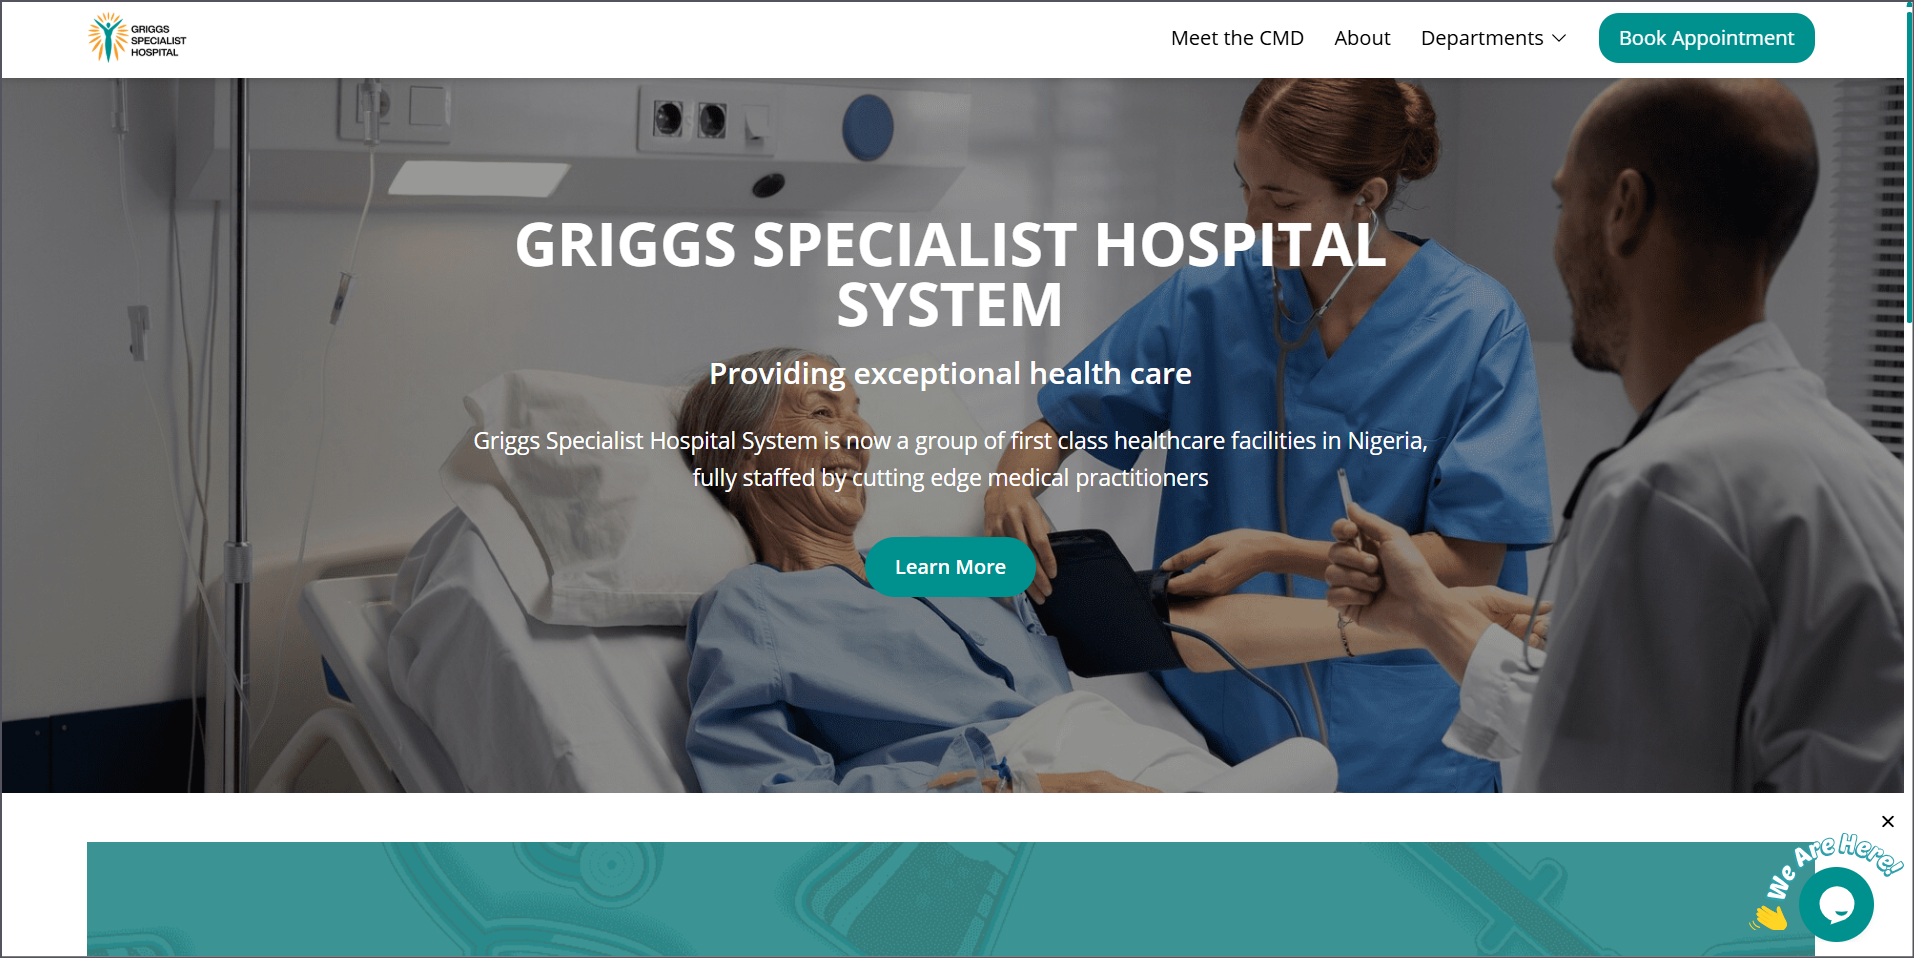 GRIGGS
SPECIALIST
HOSPITAL
Meet the CMD
About
Departments
Book Appointment
GRIGGS SPECIALIST HOSPITAL
SYSTEM
Providing exceptional health care
Griggs Specialist Hospital System is now a group of first class healthcare facilities in Nigeria,
fully staffed by cutting edge medical practitioners
Learn More
We Are Here!